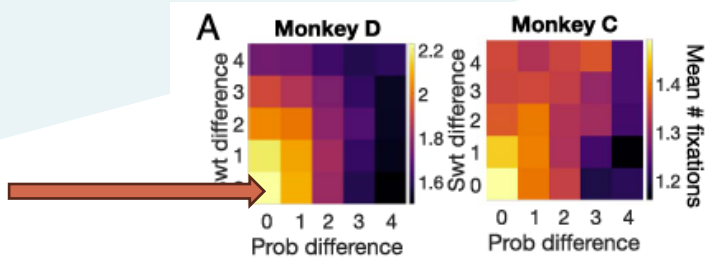 A
Monkey D
Monkey C
4
3
2
1
0 1 2 3 4
Prob difference
2.2
2
1.8
1.6
Swt difference
4
3
2
1
0
0 1 2 3 4
Prob difference
1.4
1.3
1.2
Mean # fixations